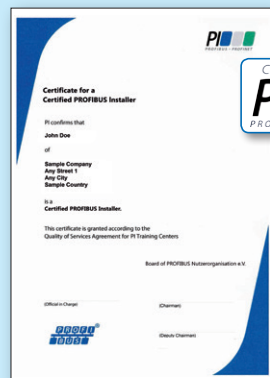 PI
PROFIBUS • PROFINET
Certificate for a
Certified PROFIBUS Installer
PI confirms that
John Doe
of
Sample Company
Any Street 1
Any City
Sample Country
is a
Certified PROFIBUS Installer.
This certificate is granted according to the
Quality of Services Agreement for PI Training Centers
Board of PROFIBUS Nutzerorganisation e.V.
(Official in Charge)
(Chairman)
(Deputy Chairman)
PROFI
BUS
C
P
PRO